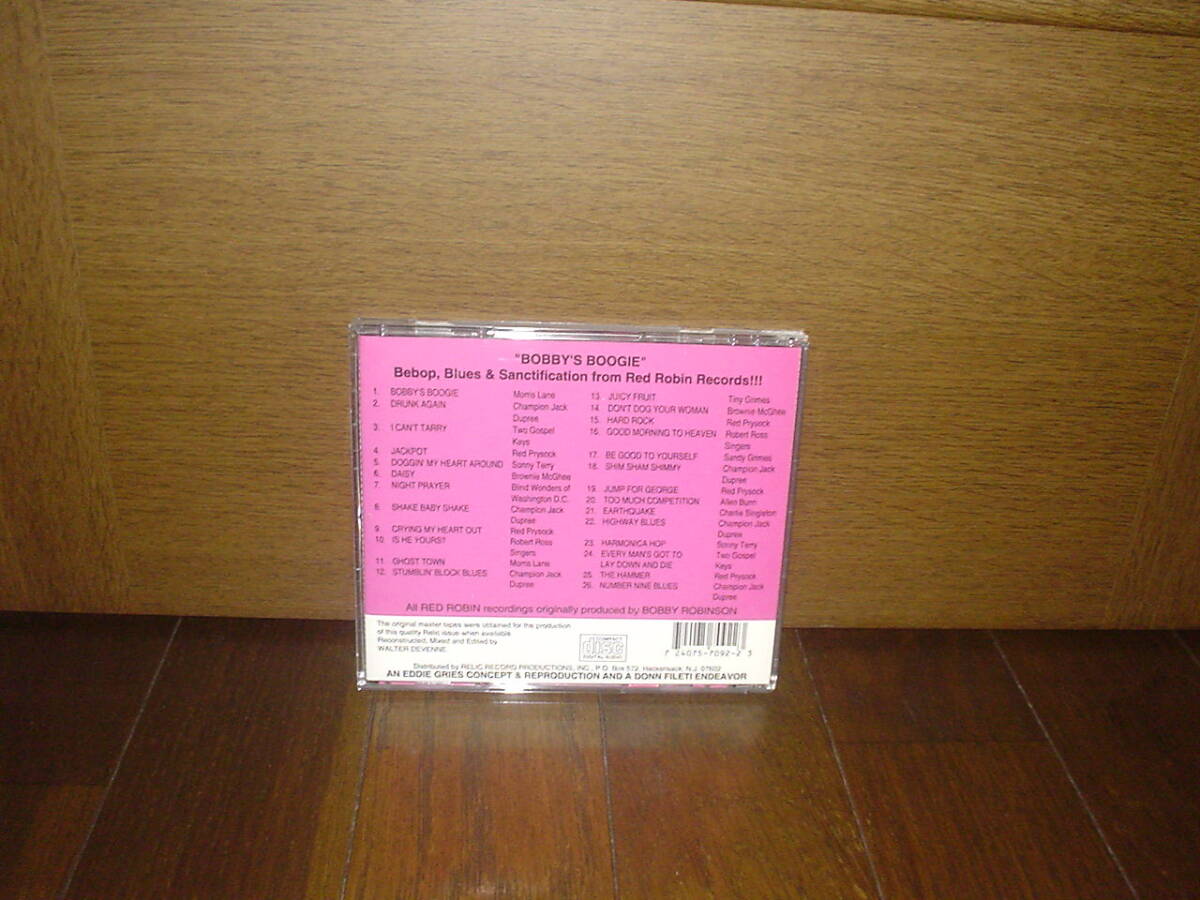 "BOBBY'S BOOGIE"
Bebop, Blues & Sanctification from Red Robin Records!!!
1. BOBBY'S BOOGIE Morris Lane
2. DRUNK AGAIN Champion Jack
Dupree
3. I CAN'T TARRY Two Gospel
Keys
4. JACKPOT Red Prysock
5. DOGGIN' MY HEART AROUND Sonny Terry
6. DAISY Brownie McGhee
7. NIGHT PRAYER Blind Wonders of
Washington D.C.
8. SHAKE BABY SHAKE Champion Jack
Dupree
9. CRYING MY HEART OUT Red Prysock
10. IS HE YOURS? Robert Ross
Singers
11. GHOST TOWN Morris Lane
12. STUMBLIN' BLOCK BLUES Champion Jack
Dupree
13. JUICY FRUIT Tiny Grimes
14. DON'T DOG YOUR WOMAN Brownie McGhee
15. HARD ROCK Red Prysock
16. GOOD MORNING TO HEAVEN Robert Ross
Singers
17. BE GOOD TO YOURSELF Sandy Grimes
18. SHIM SHAM SHIMMY Champion Jack
Dupree
19. JUMP FOR GEORGE Red Prysock
20. TOO MUCH COMPETITION Allen Bunn
21. EARTHQUAKE Charlie Singleton
22. HIGHWAY BLUES Champion Jack
Dupree
23. HARMONICA HOP Sonny Terry
24. EVERY MAN'S GOT TO Two Gospel
LAY DOWN AND DIE Keys
25. THE HAMMER Red Prysock
26. NUMBER NINE BLUES Champion Jack
Dupree
All RED ROBIN recordings originally produced by BOBBY ROBINSON
The original master tapes were obtained for the production
of this quality Relic issue when available
Reconstructed, Mixed and Edited by
WALTER DEVENNE
COMPACT
disc
DIGITAL AUDIO
7 24075-7092-2 3
Distributed by RELIC RECORD PRODUCTIONS, INC., P.O. Box 572, Hackensack, N.J. 07602
AN EDDIE GRIES CONCEPT & REPRODUCTION AND A DONN FILETI ENDEAVOR